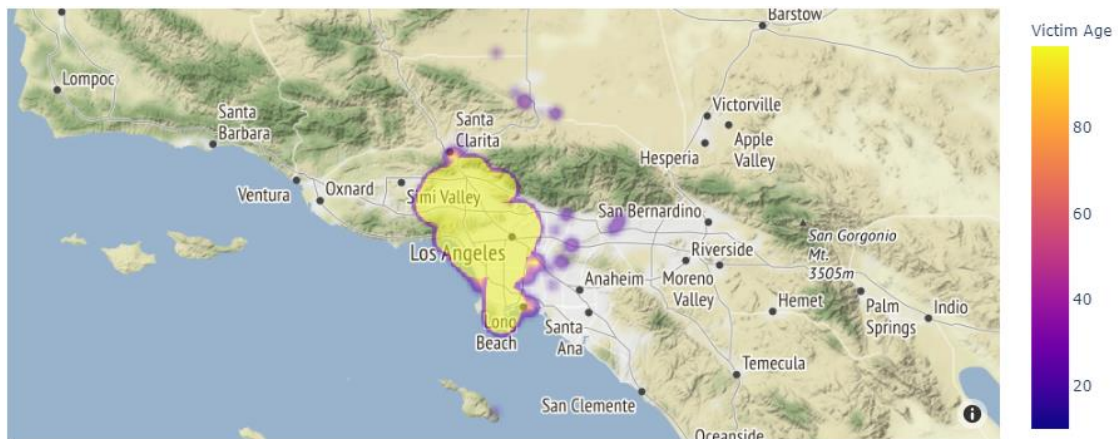 Barstow
Victim Age
Lompoc
80
Santa
Barbara
Santa
Clarita
Victorville
Apple
Valley
Hesperia
Ventura
Oxnard
Simi Valley
60
San Bernardino
Los Angeles
Riverside
San Gorgonio
Mt.
3505m
Anaheim
Moreno
Valley
40
Hemet
Palm
Springs
Indio
Long
Beach
Santa
Ana
Temecula
20
San Clemente
Oceanside
i